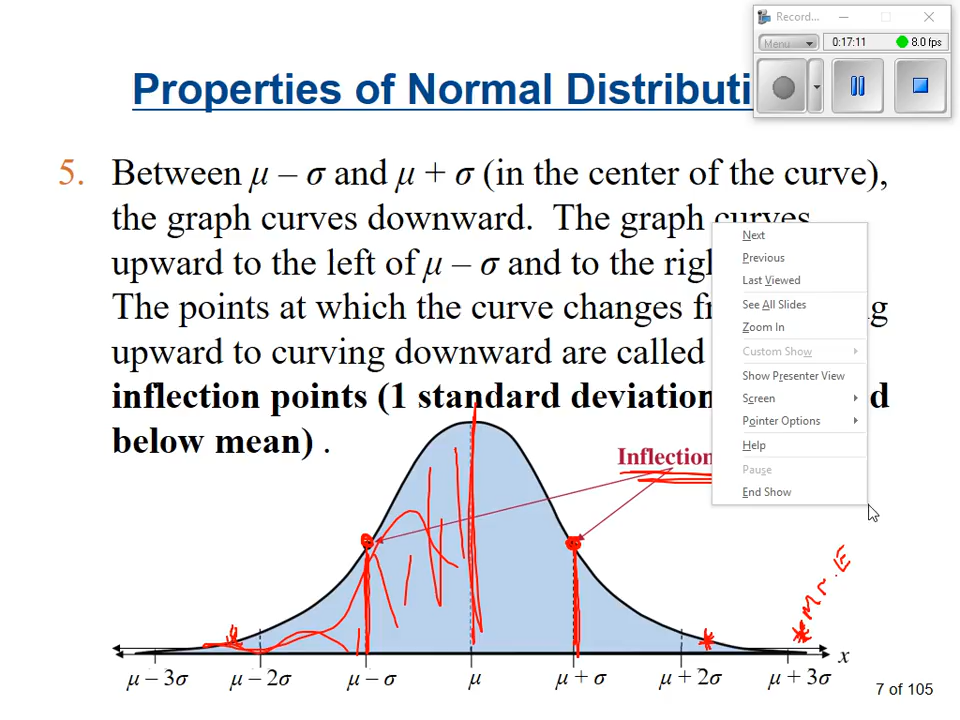 Record...
Menu
0:17:11
8.0 fps
Properties of Normal Distributi
5. Between μ – σ and μ + σ (in the center of the curve),
the graph curves downward. The graph curves
upward to the left of μ – σ and to the rig
The points at which the curve changes fr
g
upward to curving downward are called
inflection points (1 standard deviation
d
below mean) .
Next
Previous
Last Viewed
See All Slides
Zoom In
Custom Show
Show Presenter View
Screen
Pointer Options
Help
Pause
End Show
Inflection
Mr. E
x
μ – 3σ
μ – 2σ
μ – σ
μ
μ + σ
μ + 2σ
μ + 3σ
7 of 105